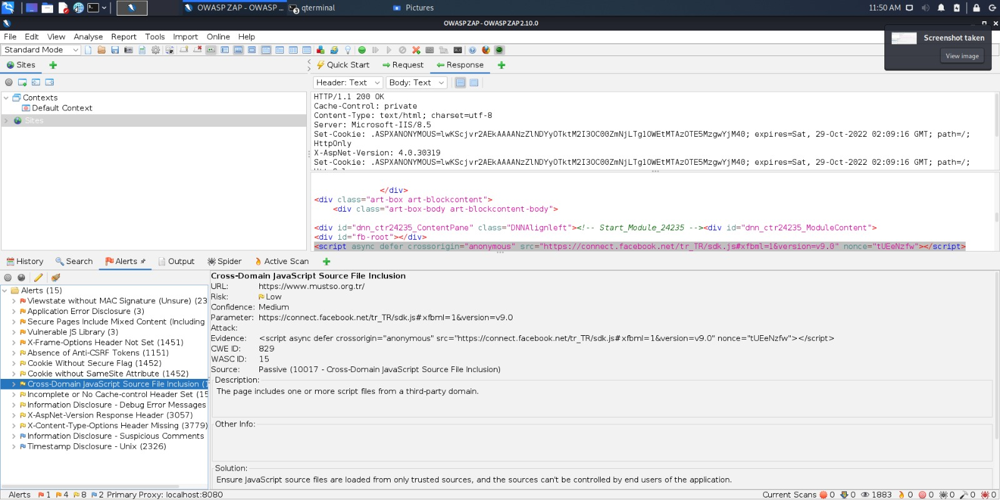 OWASP ZAP - OWASP ...
qterminal
Pictures
11:50 AM
OWASP ZAP - OWASP ZAP 2.10.0
Screenshot taken
View image
File Edit View Analyse Report Tools Import Online Help
Standard Mode
Sites
Quick Start
Request
Response
Header: Text
Body: Text
Contexts
Default Context
Sites
HTTP/1.1 200 OK
Cache-Control: private
Content-Type: text/html; charset=utf-8
Server: Microsoft-IIS/8.5
Set-Cookie: .ASPXANONYMOUS=lwKScjvr2AEkAAAANzZlNDYyOTktM2I3OC00ZmNjLTg1OWEtMTAzOTE5MzgwYjM40; expires=Sat, 29-Oct-2022 02:09:16 GMT; path=/;
HttpOnly
X-AspNet-Version: 4.0.30319
Set-Cookie: .ASPXANONYMOUS=lwKScjvr2AEkAAAANzZlNDYyOTktM2I3OC00ZmNjLTg1OWEtMTAzOTE5MzgwYjM40; expires=Sat, 29-Oct-2022 02:09:16 GMT; path=/;
</div>
<div class="art-box art-blockcontent">
<div class="art-box-body art-blockcontent-body">
<div id="dnn_ctr24235_ContentPane" class="DNNAlignleft"><!-- Start_Module_24235 --><div id="dnn_ctr24235_ModuleContent">
<div id="fb-root"></div>
<script async defer crossorigin="anonymous" src="https://connect.facebook.net/tr_TR/sdk.js#xfbml=1&version=v9.0" nonce="tUEeNzfw"></script>
History
Search
Alerts
Output
Spider
Active Scan
Alerts (15)
Viewstate without MAC Signature (Unsure) (23
Application Error Disclosure (3)
Secure Pages Include Mixed Content (Including
Vulnerable JS Library (3)
X-Frame-Options Header Not Set (1451)
Absence of Anti-CSRF Tokens (1151)
Cookie Without Secure Flag (1452)
Cookie without SameSite Attribute (1452)
Cross-Domain JavaScript Source File Inclusion (1
Incomplete or No Cache-control Header Set (15
Information Disclosure - Debug Error Messages
X-AspNet-Version Response Header (3057)
X-Content-Type-Options Header Missing (3779)
Information Disclosure - Suspicious Comments
Timestamp Disclosure - Unix (2326)
Cross-Domain JavaScript Source File Inclusion
URL: https://www.mustso.org.tr/
Risk: Low
Confidence: Medium
Parameter: https://connect.facebook.net/tr_TR/sdk.js#xfbml=1&version=v9.0
Attack:
Evidence: <script async defer crossorigin="anonymous" src="https://connect.facebook.net/tr_TR/sdk.js#xfbml=1&version=v9.0" nonce="tUEeNzfw"></script>
CWE ID: 829
WASC ID: 15
Source: Passive (10017 - Cross-Domain JavaScript Source File Inclusion)
Description:
The page includes one or more script files from a third-party domain.
Other Info:
Solution:
Ensure JavaScript source files are loaded from only trusted sources, and the sources can't be controlled by end users of the application.
Alerts 1 4 8 2 Primary Proxy: localhost:8080
Current Scans 0 0 1883 0 0 0 0 0